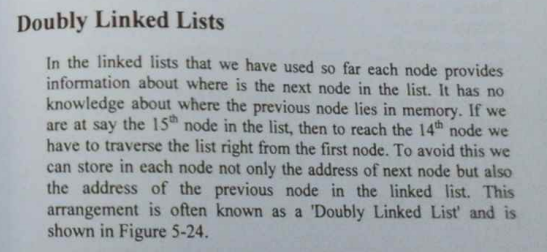 Doubly Linked Lists
In the linked lists that we have used so far each node provides
information about where is the next node in the list. It has no
knowledge about where the previous node lies in memory. If we
are at say the 15th node in the list, then to reach the 14th node we
have to traverse the list right from the first node. To avoid this we
can store in each node not only the address of next node but also
the address of the previous node in the linked list. This
arrangement is often known as a 'Doubly Linked List' and is
shown in Figure 5-24.